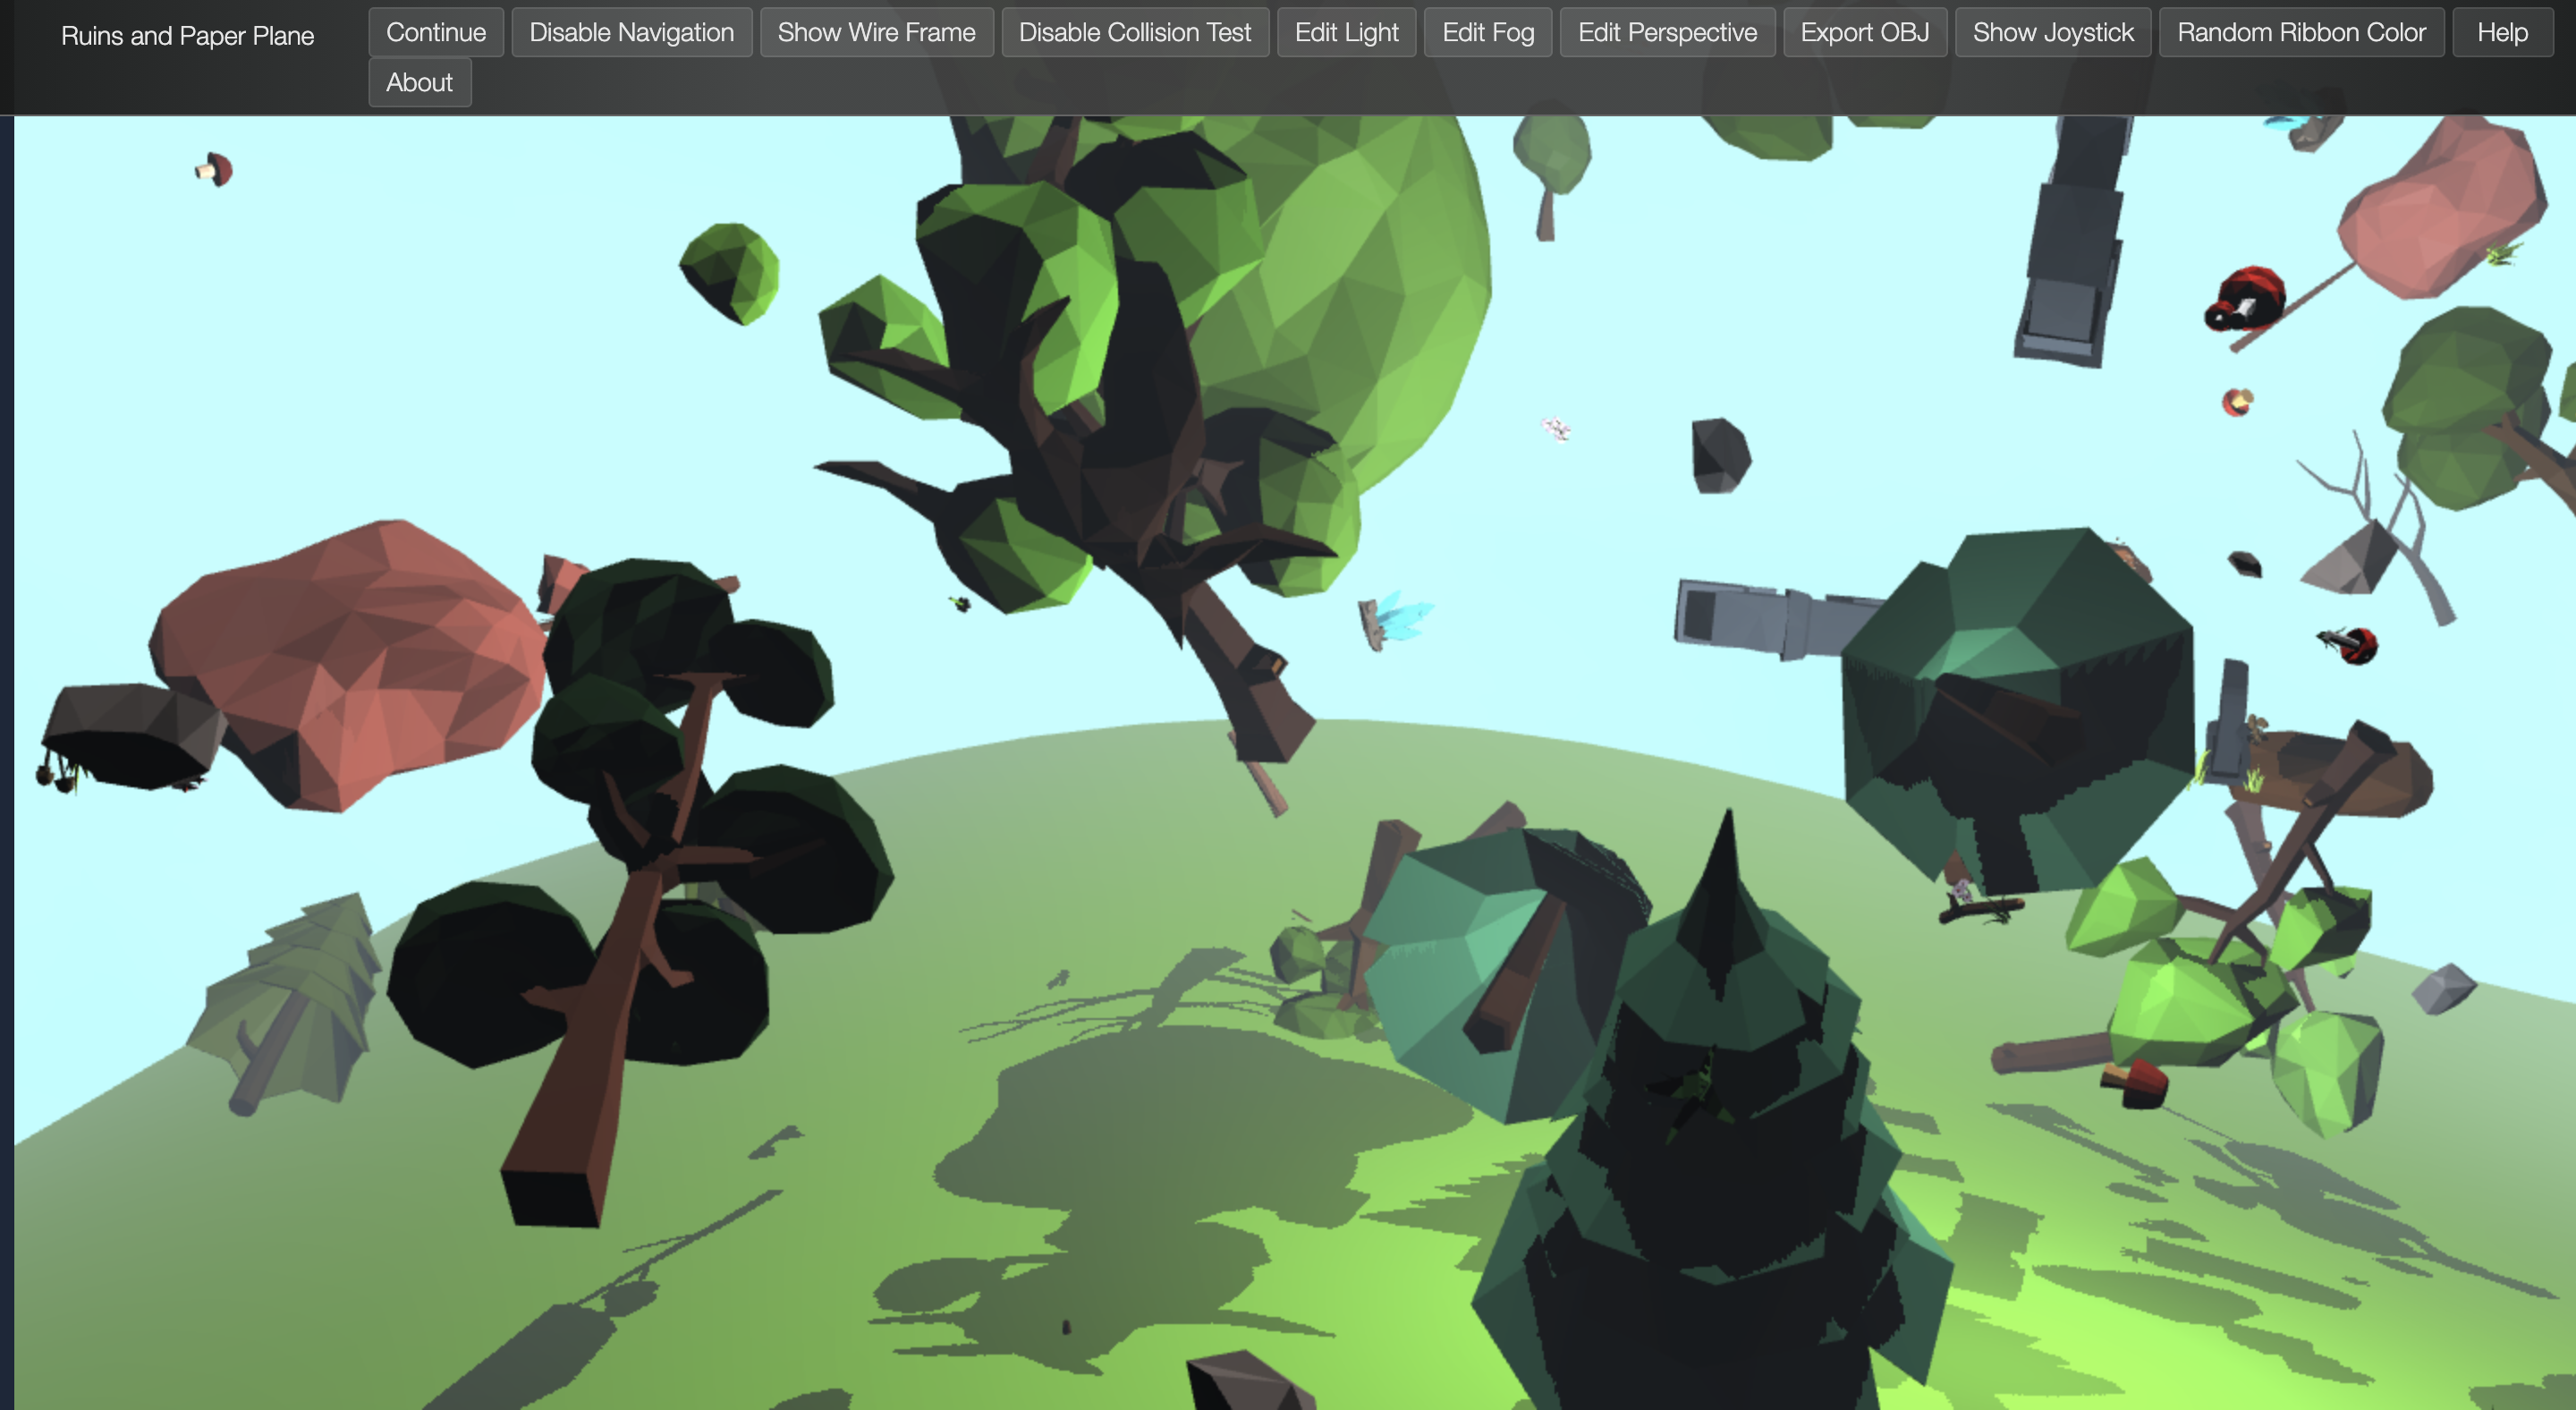 Ruins and Paper Plane
Continue Disable Navigation Show Wire Frame Disable Collision Test Edit Light Edit Fog Edit Perspective Export OBJ Show Joystick Random Ribbon Color Help
About